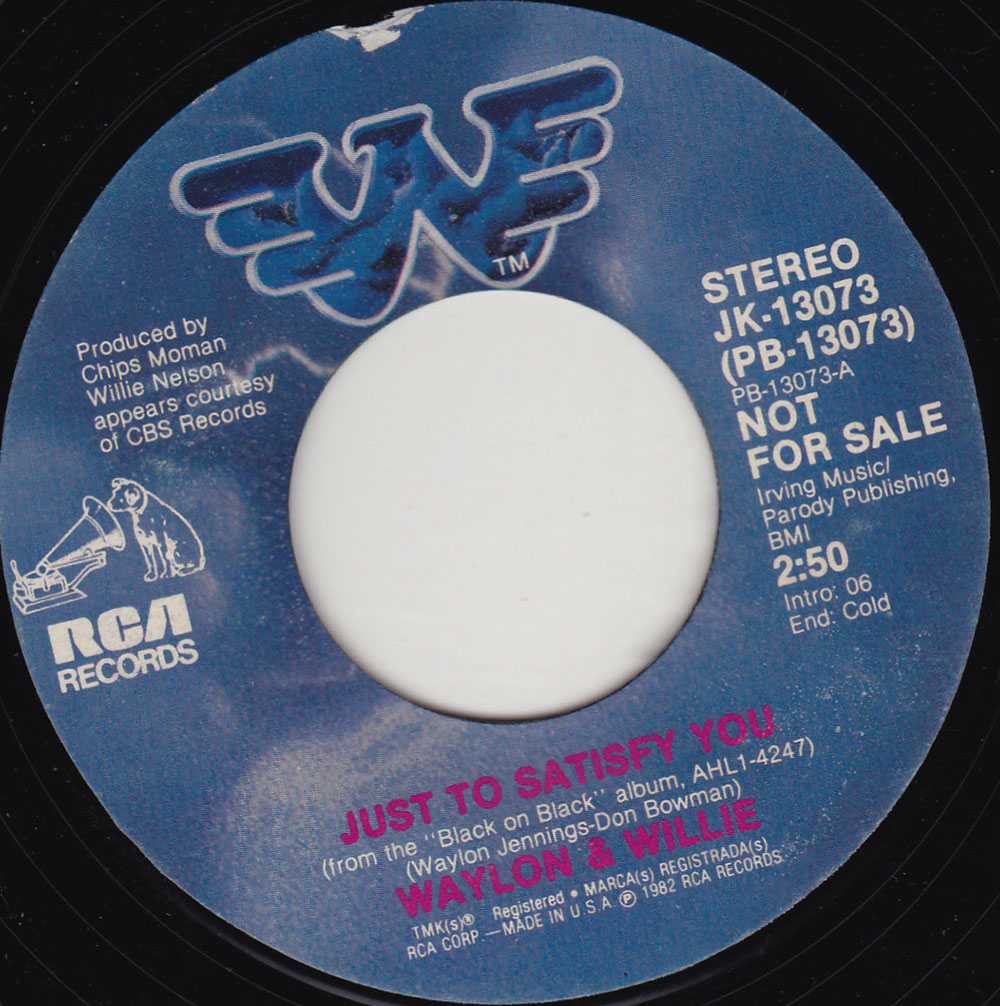 TM
Produced by
Chips Moman
Willie Nelson
appears courtesy
of CBS Records
STEREO
JK-13073
(PB-13073)
PB-13073-A
NOT
FOR SALE
Irving Music/
Parody Publishing,
BMI
2:50
Intro: 06
End: Cold
RCA
RECORDS
JUST TO SATISFY YOU
(from the "Black on Black" album, AHL1-4247)
(Waylon Jennings-Don Bowman)
WAYLON & WILLIE
TMK(s)® Registered • MARCA(s) REGISTRADA(s)
RCA CORP.—MADE IN U.S.A. ℗ 1982 RCA RECORDS